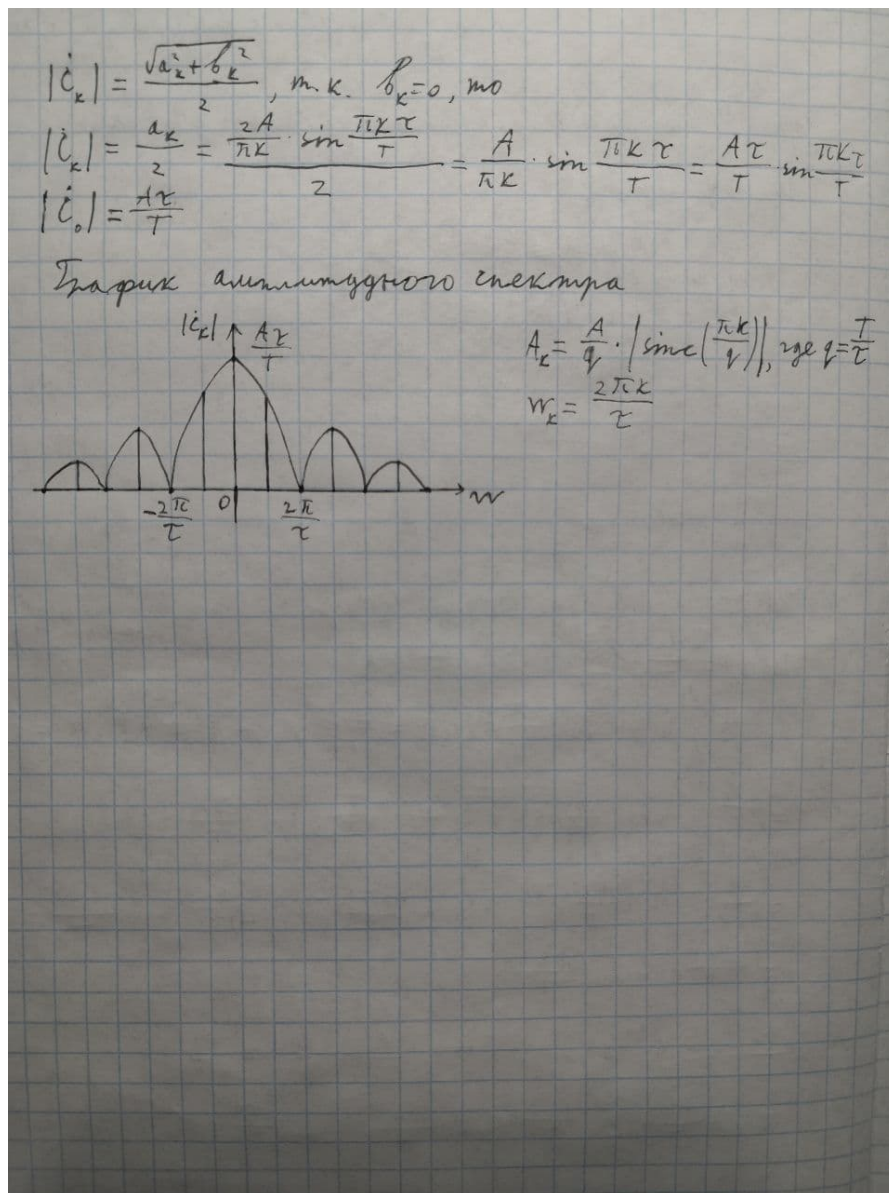 |Ċₖ| = √(aₖ² + bₖ²) / 2, т.к. bₖ=0, то
|Ċₖ| = aₖ/2 = (2A/πk · sin πkτ/T) / 2 = A/πk · sin πkτ/T = Aτ/T · sin πkτ/T
|Ċ₀| = Aτ/T
График амплитудного спектра
|ċₖ| Aτ/T
Aₖ = A/q · |sinc(πk/q)|, где q = T/τ
wₖ = 2πk/τ
-2π/τ 0 2π/τ w